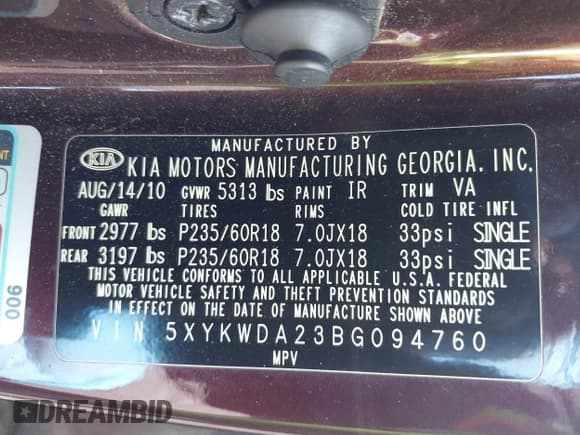 MANUFACTURED BY
KIA KIA MOTORS MANUFACTURING GEORGIA, INC.
AUG/14/10 GVWR 5313 lbs PAINT IR TRIM VA
GAWR TIRES RIMS COLD TIRE INFL
FRONT 2977 lbs P235/60R18 7.0JX18 33psi SINGLE
REAR 3197 lbs P235/60R18 7.0JX18 33psi SINGLE
THIS VEHICLE CONFORMS TO ALL APPLICABLE U.S.A. FEDERAL
MOTOR VEHICLE SAFETY AND THEFT PREVENTION STANDARDS
IN EFFECT ON THE DATE OF MANUFACTURE SHOWN ABOVE
VIN 5XYKWDA23BG094760
MPV
006
DREAMBID